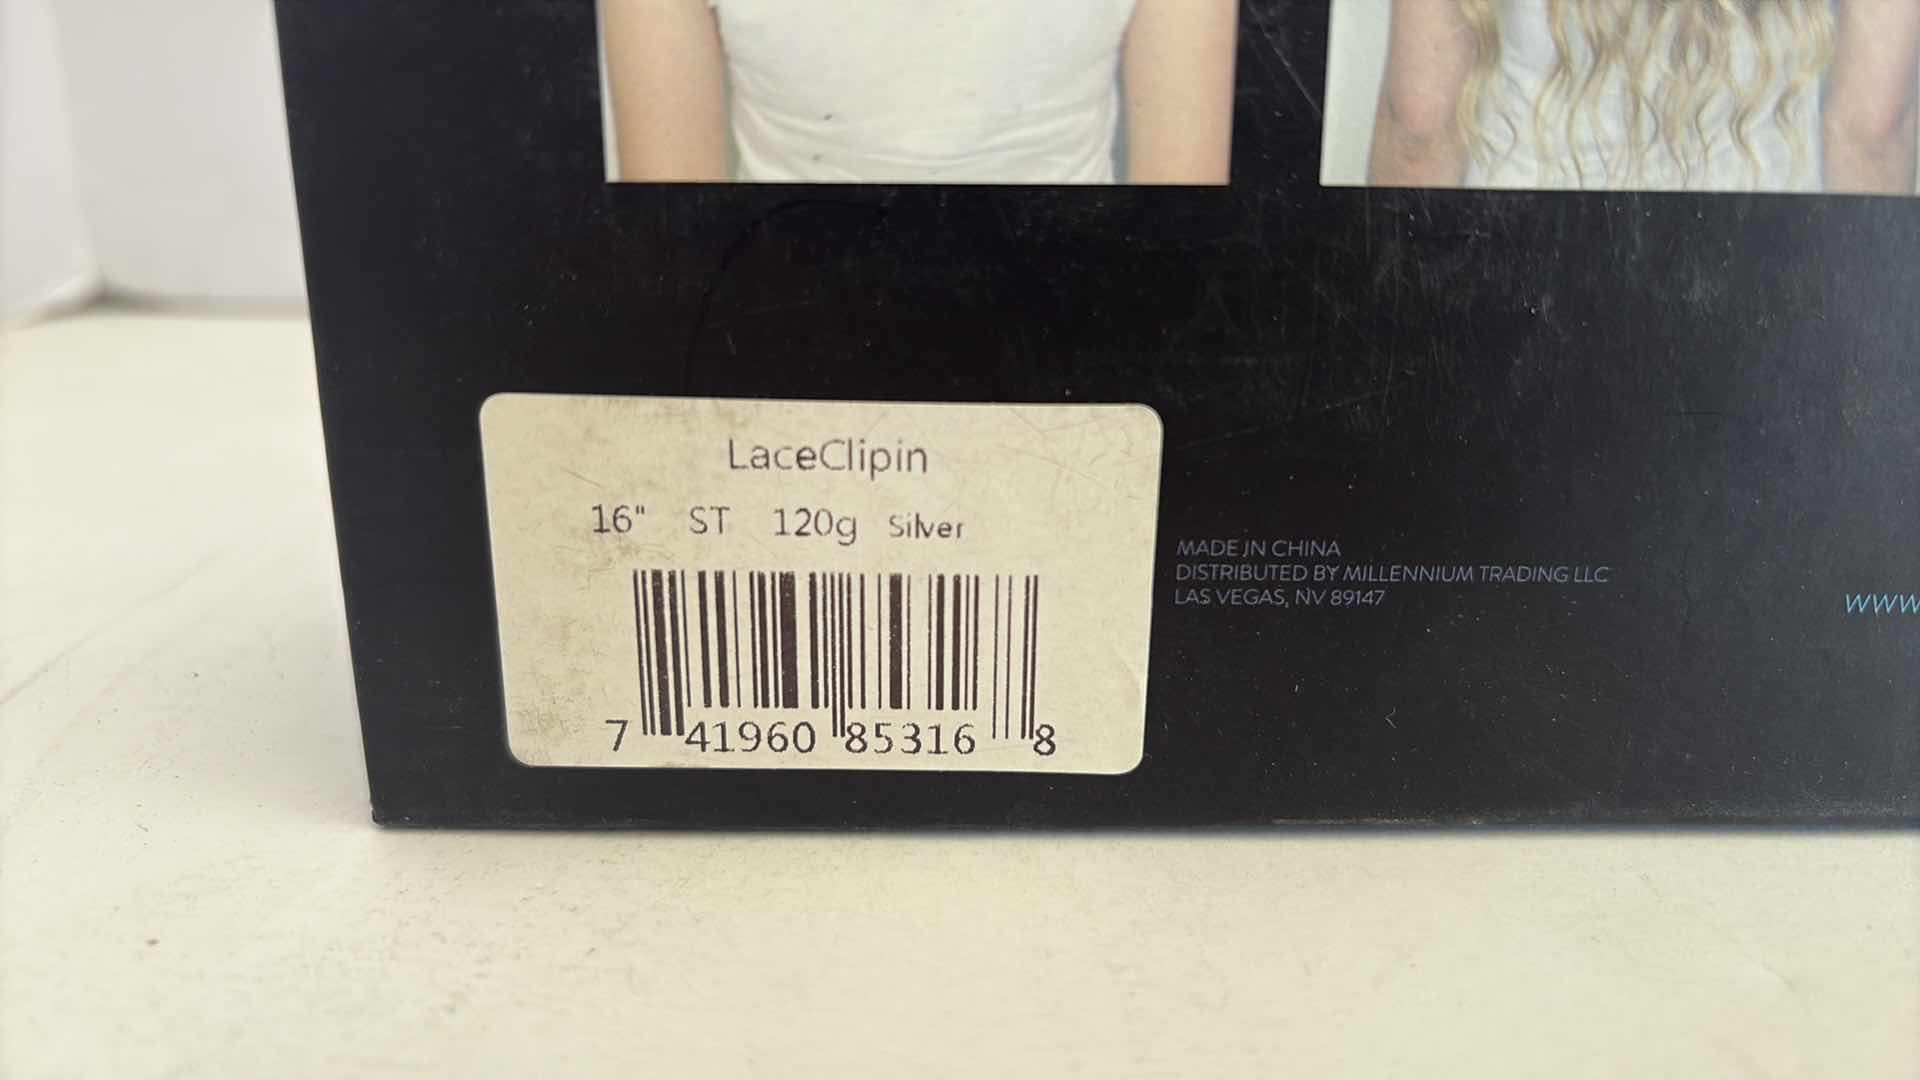 LaceClipin
16" ST 120g Silver
7 41960 85316 8
MADE IN CHINA
DISTRIBUTED BY MILLENNIUM TRADING LLC
LAS VEGAS, NV 89147
www